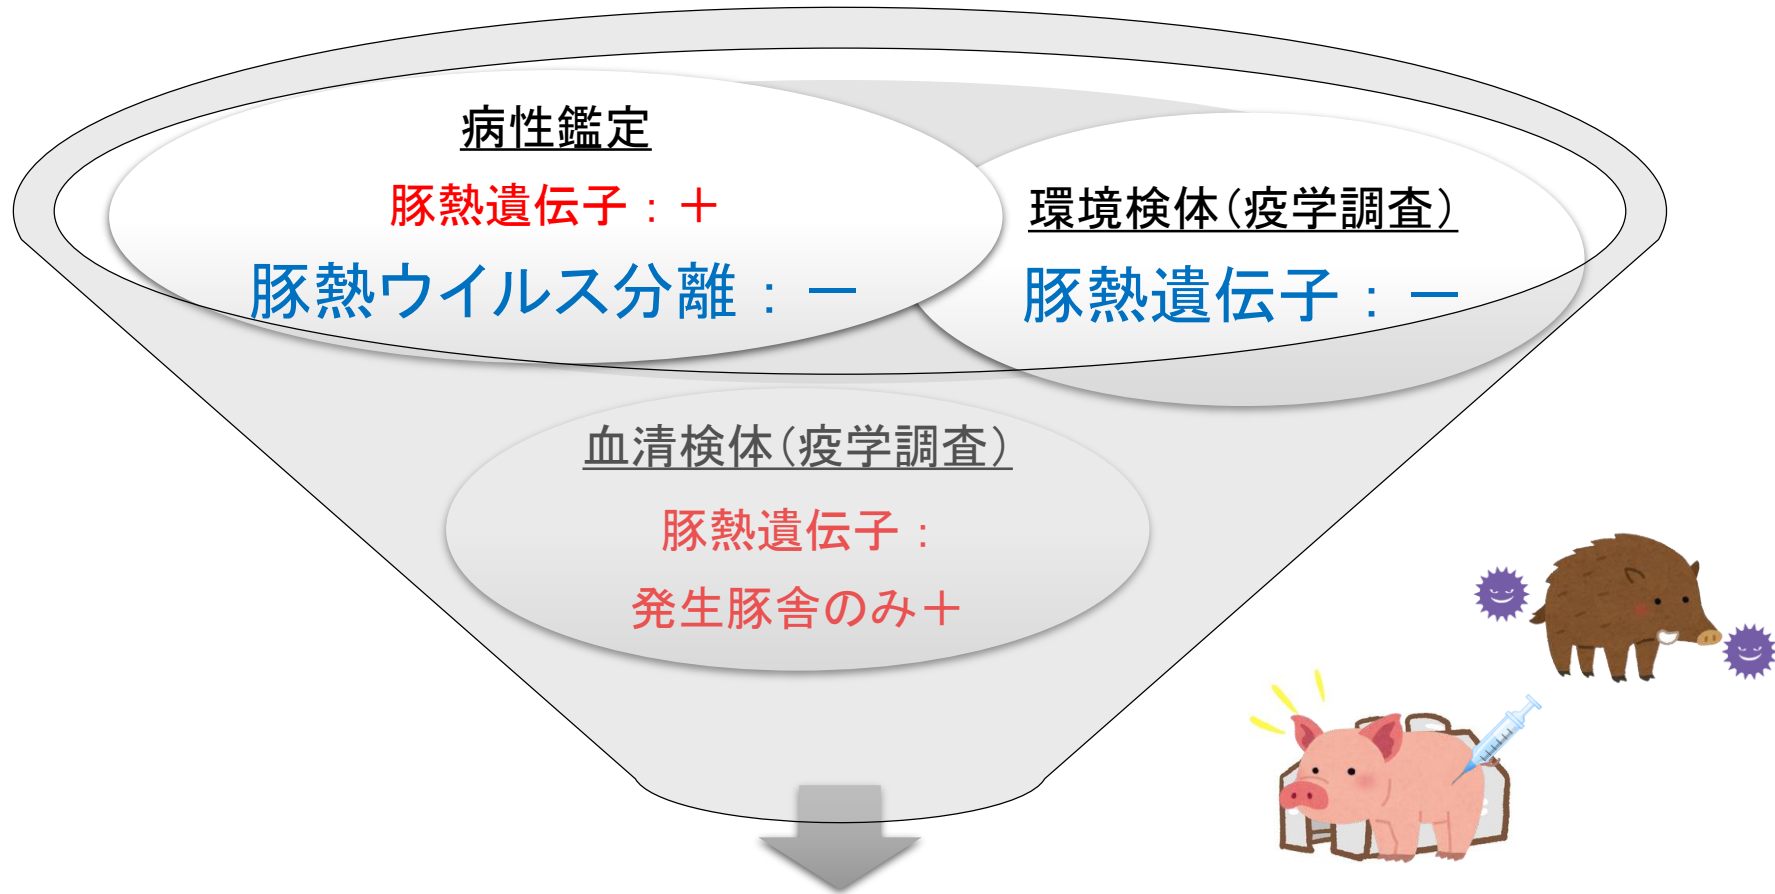 病性鑑定
豚熱遺伝子：＋
豚熱ウイルス分離：－
環境検体（疫学調査）
豚熱遺伝子：－
血清検体（疫学調査）
豚熱遺伝子：
発生豚舎のみ＋